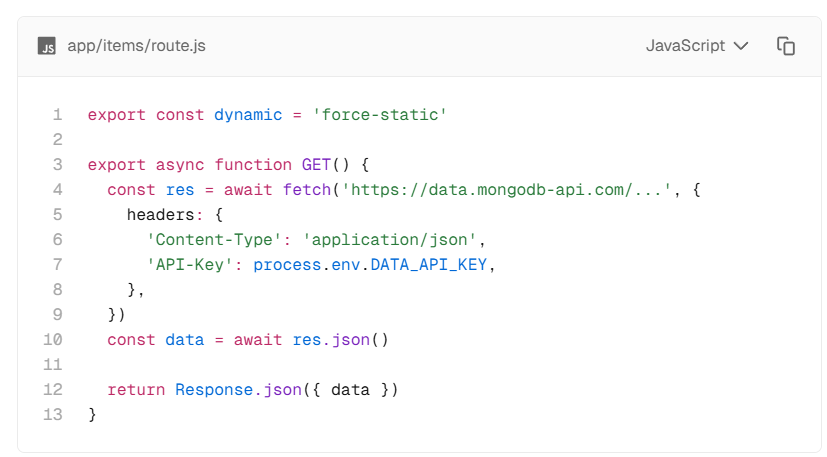 JS app/items/route.js JavaScript
1 export const dynamic = 'force-static'
2
3 export async function GET() {
4   const res = await fetch('https://data.mongodb-api.com/...', {
5     headers: {
6       'Content-Type': 'application/json',
7       'API-Key': process.env.DATA_API_KEY,
8     },
9   })
10   const data = await res.json()
11
12   return Response.json({ data })
13 }